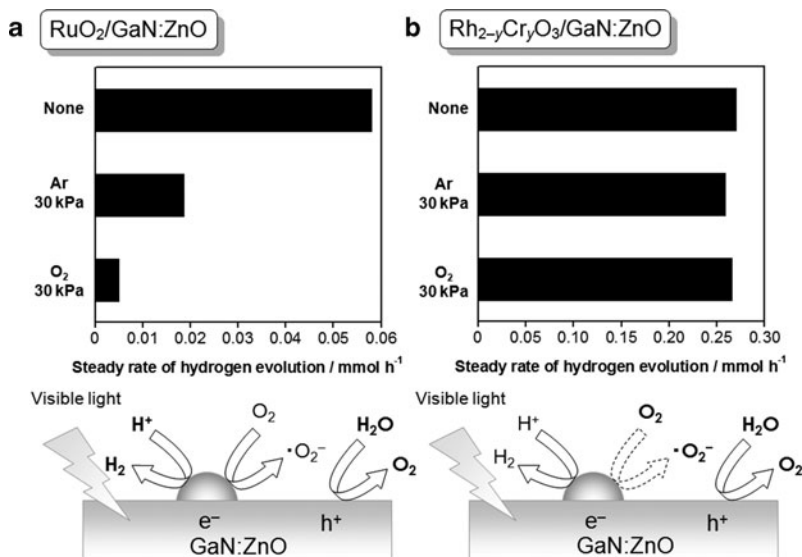 a RuO₂/GaN:ZnO
None
Ar
30 kPa
O₂
30 kPa
0 0.01 0.02 0.03 0.04 0.05 0.06
Steady rate of hydrogen evolution / mmol h⁻¹
Visible light
H⁺
H₂
O₂
•O₂⁻
H₂O
O₂
e⁻ h⁺
GaN:ZnO
b Rh₂₋yCryO₃/GaN:ZnO
None
Ar
30 kPa
O₂
30 kPa
0 0.05 0.10 0.15 0.20 0.25 0.30
Steady rate of hydrogen evolution / mmol h⁻¹
Visible light
H⁺
H₂
O₂
•O₂⁻
H₂O
O₂
e⁻ h⁺
GaN:ZnO